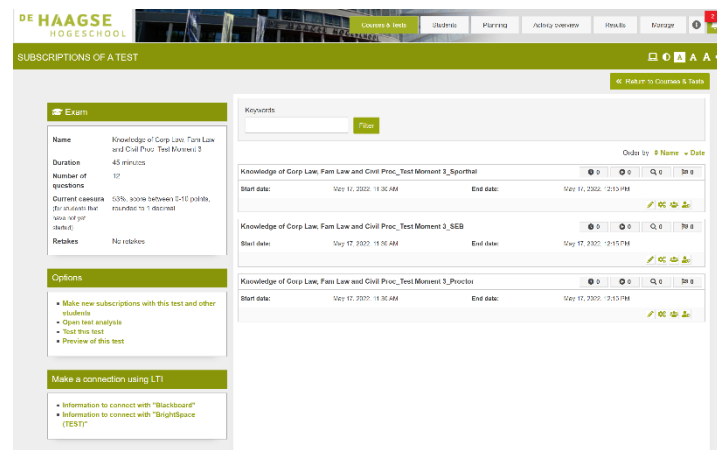 DE HAAGSE
HOGESCHOOL
Courses & Tests
Students
Planning
Activity overview
Results
Manage
2
SUBSCRIPTIONS OF A TEST
A A A
Return to Courses & Tests
Exam
Name Knowledge of Corp Law, Fam Law
and Civil Proc_Test Moment 3
Duration 45 minutes
Number of 12
questions
Current caesura 53%, score between 0-10 points,
(for students that rounded to 1 decimal
have not yet
started)
Retakes No retakes
Options
Make new subscriptions with this test and other
students
Open test analysis
Test this test
Preview of this test
Make a connection using LTI
Information to connect with "Blackboard"
Information to connect with "BrightSpace
(TEST)"
Keywords
Filter
Order by Name Date
Knowledge of Corp Law, Fam Law and Civil Proc_Test Moment 3_Sporthal 0 0 0 0
Start date: May 17, 2022, 11:30 AM End date: May 17, 2022, 12:15 PM
Knowledge of Corp Law, Fam Law and Civil Proc_Test Moment 3_SEB 0 0 0 0
Start date: May 17, 2022, 11:30 AM End date: May 17, 2022, 12:15 PM
Knowledge of Corp Law, Fam Law and Civil Proc_Test Moment 3_Proctor 0 0 0 0
Start date: May 17, 2022, 11:30 AM End date: May 17, 2022, 12:15 PM